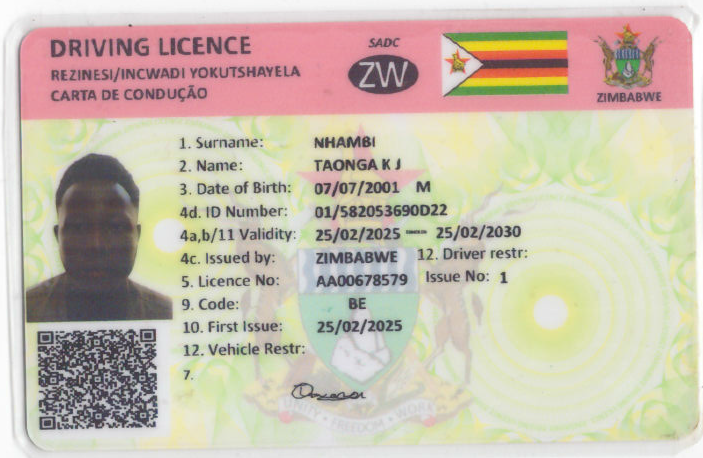 DRIVING LICENCE
REZINESI/INCWADI YOKUTSHAYELA
CARTA DE CONDUÇÃO
SADC
ZW
ZIMBABWE
1. Surname: NHAMBI
2. Name: TAONGA K J
3. Date of Birth: 07/07/2001 M
4d. ID Number: 01/582053690D22
4a,b/11 Validity: 25/02/2025 - 25/02/2030
4c. Issued by: ZIMBABWE 12. Driver restr:
5. Licence No: AA00678579 Issue No: 1
9. Code: BE
10. First Issue: 25/02/2025
12. Vehicle Restr:
7.
UNITY FREEDOM WORK